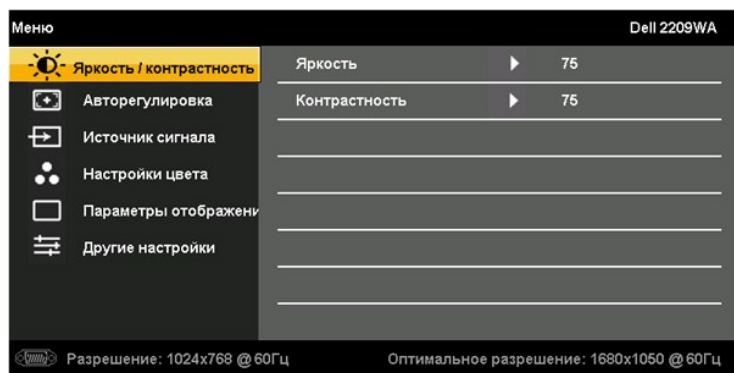 Меню Dell 2209WA
Яркость / контрастность Яркость 75
Авторегулировка Контрастность 75
Источник сигнала
Настройки цвета
Параметры отображени
Другие настройки
Разрешение: 1024x768 @ 60Гц Оптимальное разрешение: 1680x1050 @ 60Гц